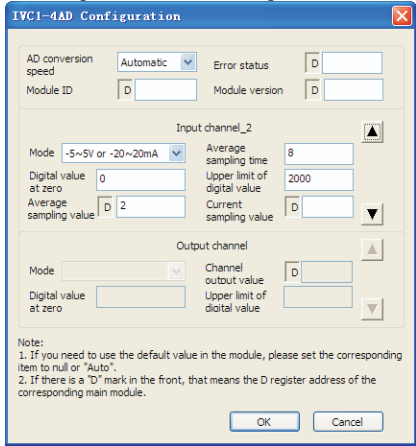 IVC1-4AD Configuration
AD conversion speed Automatic Error status D
Module ID D Module version D
Input channel_2
Mode -5~5V or -20~20mA Average sampling time 8
Digital value at zero 0 Upper limit of digital value 2000
Average sampling value D 2 Current sampling value D
Output channel
Mode Channel output value D
Digital value at zero Upper limit of digital value
Note:
1. If you need to use the default value in the module, please set the corresponding
item to null or "Auto".
2. If there is a "D" mark in the front, that means the D register address of the
corresponding main module.
OK Cancel